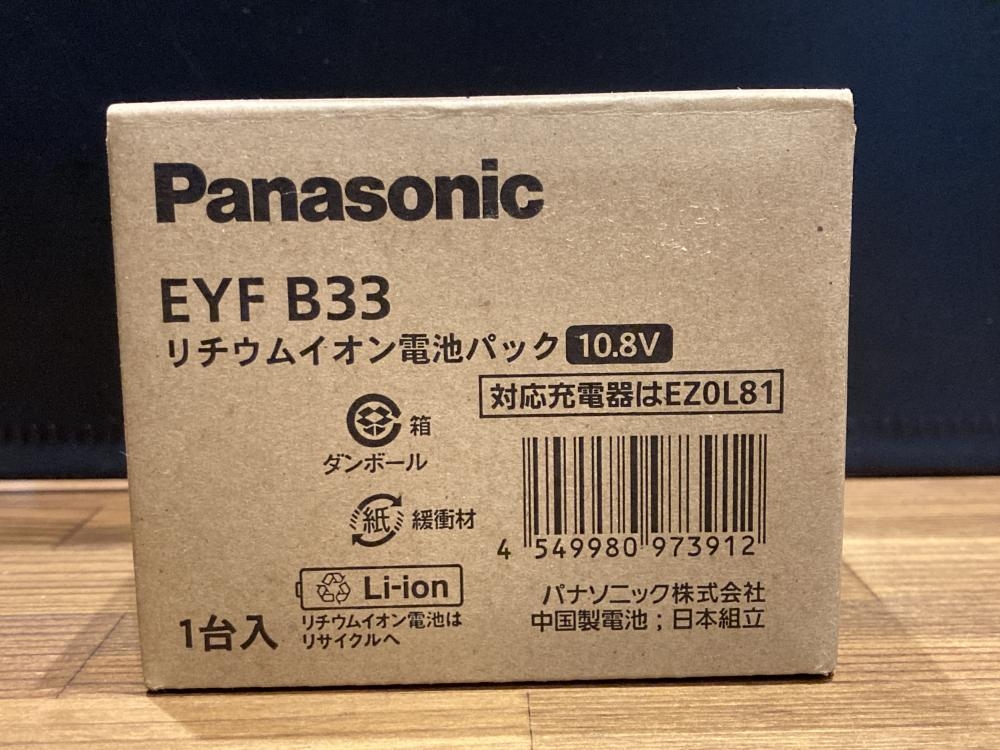 Panasonic
EYF B33
リチウムイオン電池パック 10.8V
対応充電器はEZ0L81
箱
ダンボール
紙 緩衝材
4 549980 973912
Li-ion
リチウムイオン電池は
リサイクルへ
1台入
パナソニック株式会社
中国製電池；日本組立